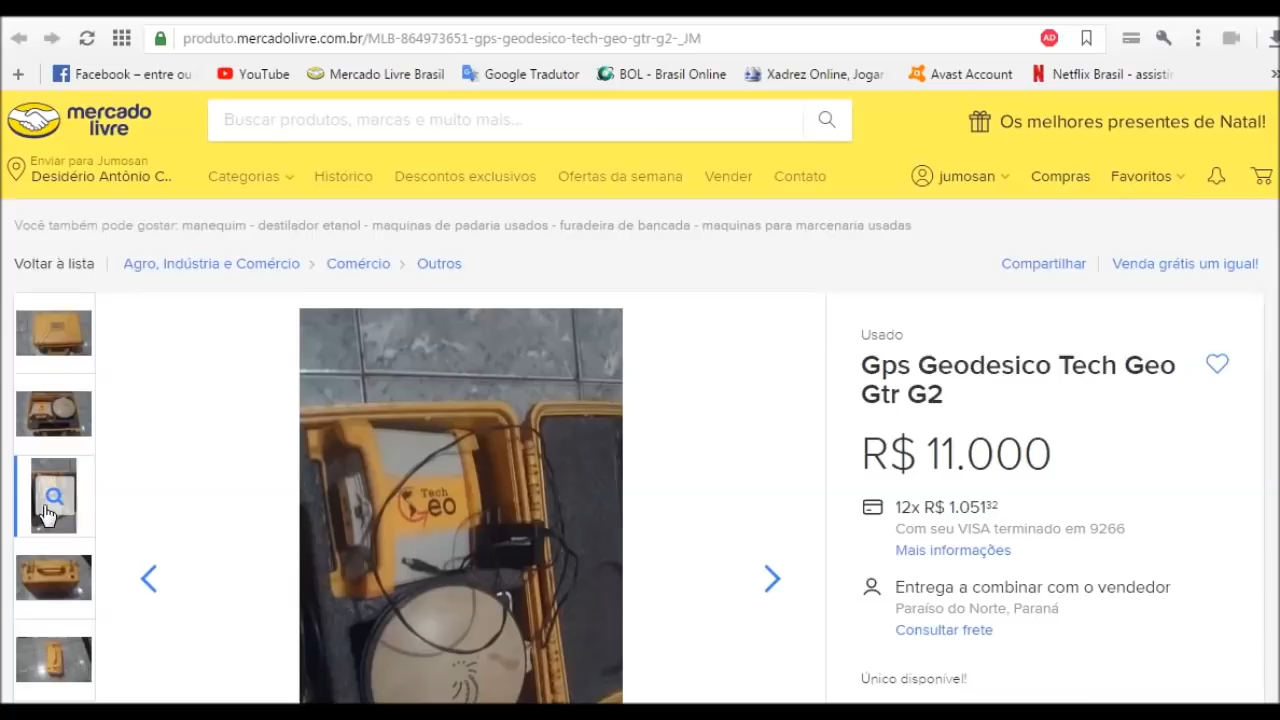 produto.mercadolivre.com.br/MLB-864973651-gps-geodesico-tech-geo-gtr-g2-_JM
AD
Facebook – entre ou
YouTube
Mercado Livre Brasil
Google Tradutor
BOL - Brasil Online
Xadrez Online, Jogar
Avast Account
Netflix Brasil - assistir
mercado
livre
Buscar produtos, marcas e muito mais...
Os melhores presentes de Natal!
Enviar para Jumosan
Desidério Antônio C..
Categorias
Histórico
Descontos exclusivos
Ofertas da semana
Vender
Contato
jumosan
Compras
Favoritos
Você também pode gostar: manequim - destilador etanol - maquinas de padaria usados - furadeira de bancada - maquinas para marcenaria usadas
Voltar à lista
Agro, Indústria e Comércio
Comércio
Outros
Compartilhar
Venda grátis um igual!
Usado
Gps Geodesico Tech Geo
Gtr G2
R$ 11.000
12x R$ 1.051³²
Com seu VISA terminado em 9266
Mais informações
Entrega a combinar com o vendedor
Paraíso do Norte, Paraná
Consultar frete
Único disponível!
Tech
Geo